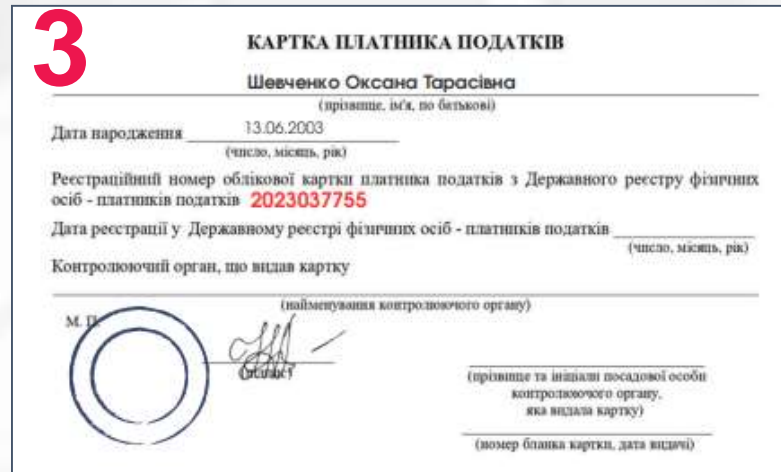 3
КАРТКА ПЛАТНИКА ПОДАТКІВ
Шевченко Оксана Тарасівна
(прізвище, ім'я, по батькові)
Дата народження 13.06.2003
(число, місяць, рік)
Реєстраційний номер облікової картки платника податків з Державного реєстру фізичних
осіб - платників податків 2023037755
Дата реєстрації у Державному реєстрі фізичних осіб - платників податків
(число, місяць, рік)
Контролюючий орган, що видав картку
(найменування контролюючого органу)
М. П.
(підпис)
(прізвище та ініціали посадової особи
контролюючого органу,
яка видала картку)
(номер бланка картки, дата видачі)